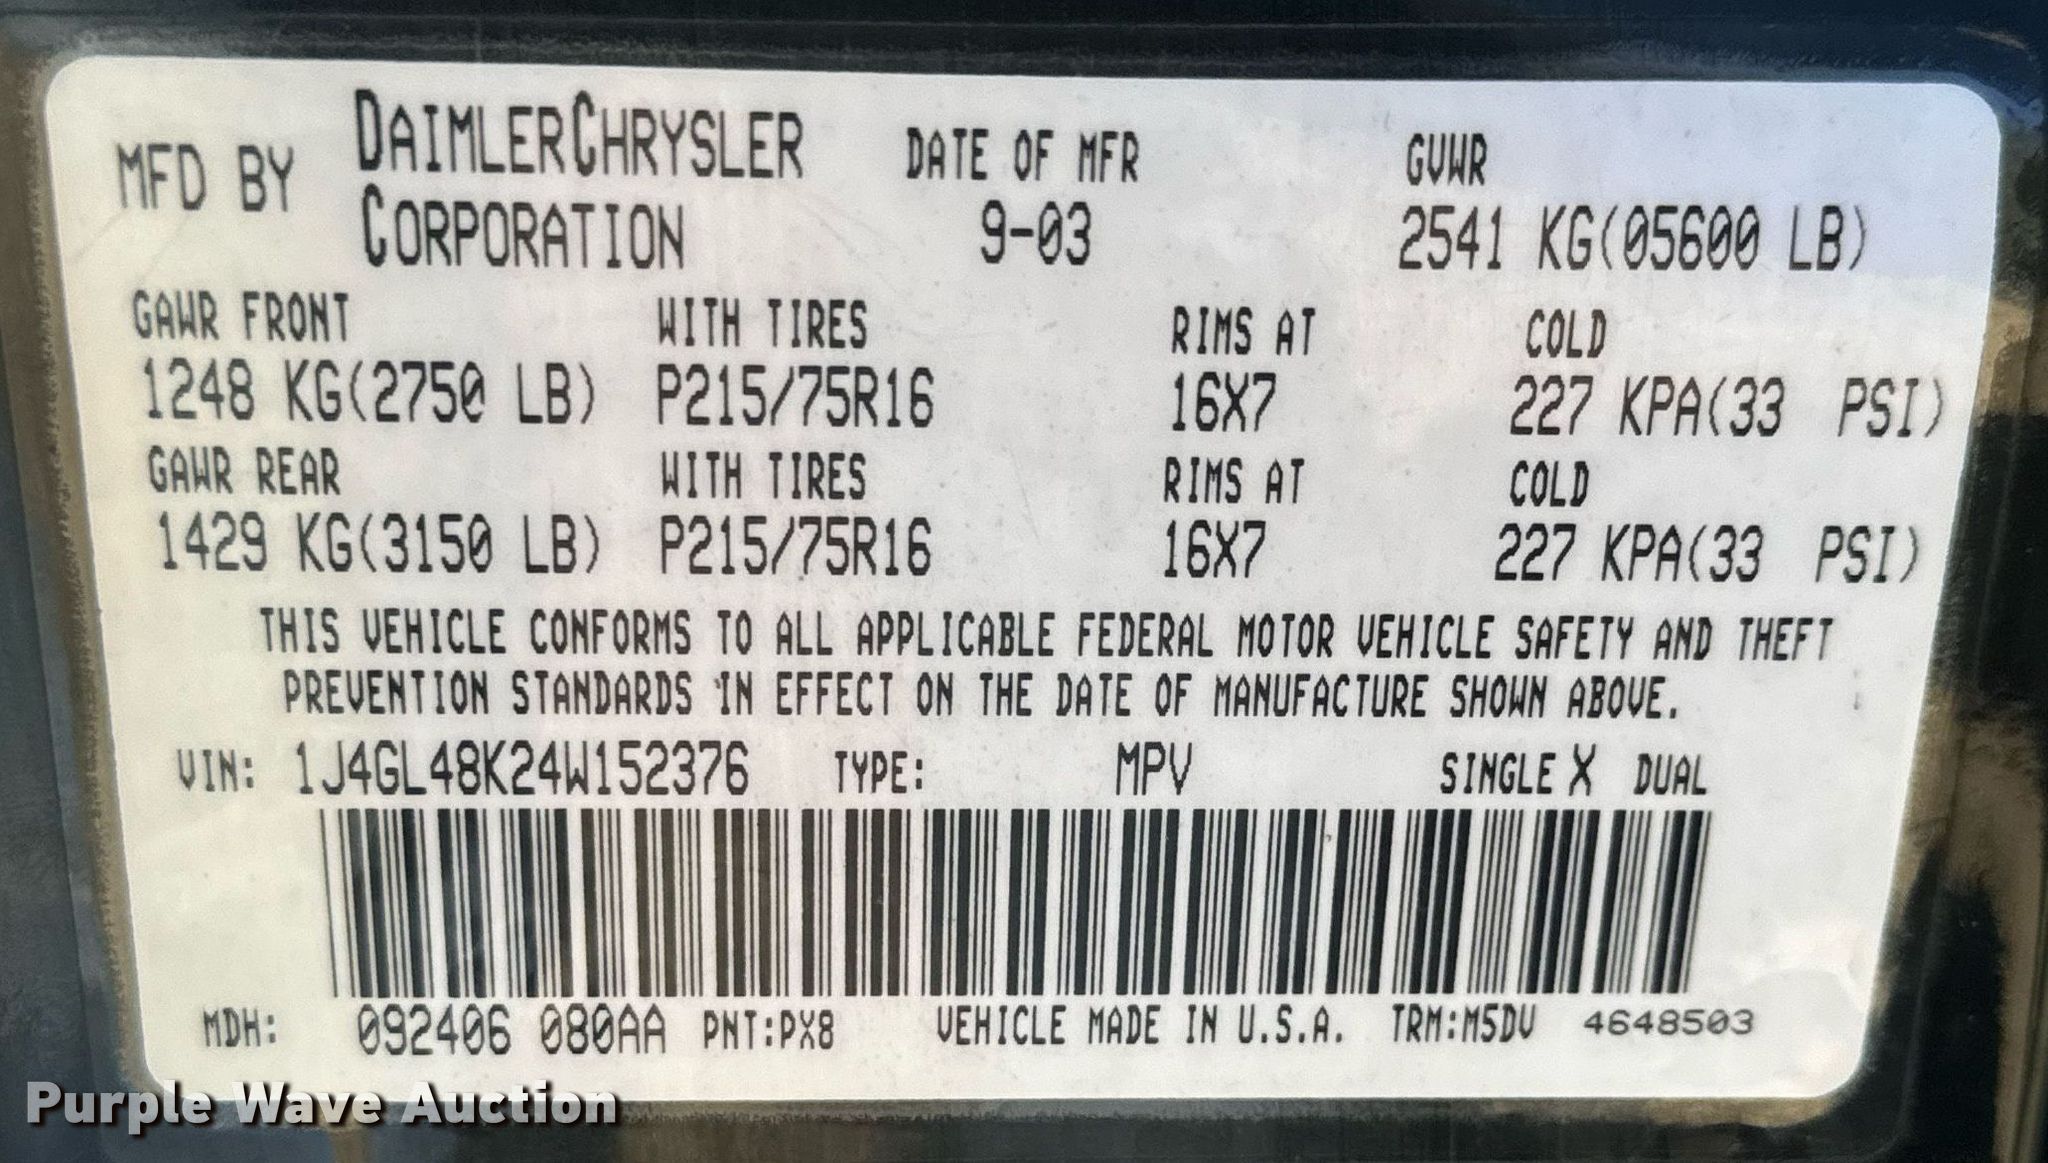 MFD BY DAIMLERCHRYSLER CORPORATION DATE OF MFR 9-03 GVWR 2541 KG(05600 LB)
GAWR FRONT WITH TIRES RIMS AT COLD
1248 KG(2750 LB) P215/75R16 16X7 227 KPA(33 PSI)
GAWR REAR WITH TIRES RIMS AT COLD
1429 KG(3150 LB) P215/75R16 16X7 227 KPA(33 PSI)
THIS VEHICLE CONFORMS TO ALL APPLICABLE FEDERAL MOTOR VEHICLE SAFETY AND THEFT
PREVENTION STANDARDS IN EFFECT ON THE DATE OF MANUFACTURE SHOWN ABOVE.
VIN: 1J4GL48K24W152376 TYPE: MPV SINGLE X DUAL
MDH: 092406 080AA PNT:PX8 VEHICLE MADE IN U.S.A. TRM:M5DV 4648503
Purple Wave Auction